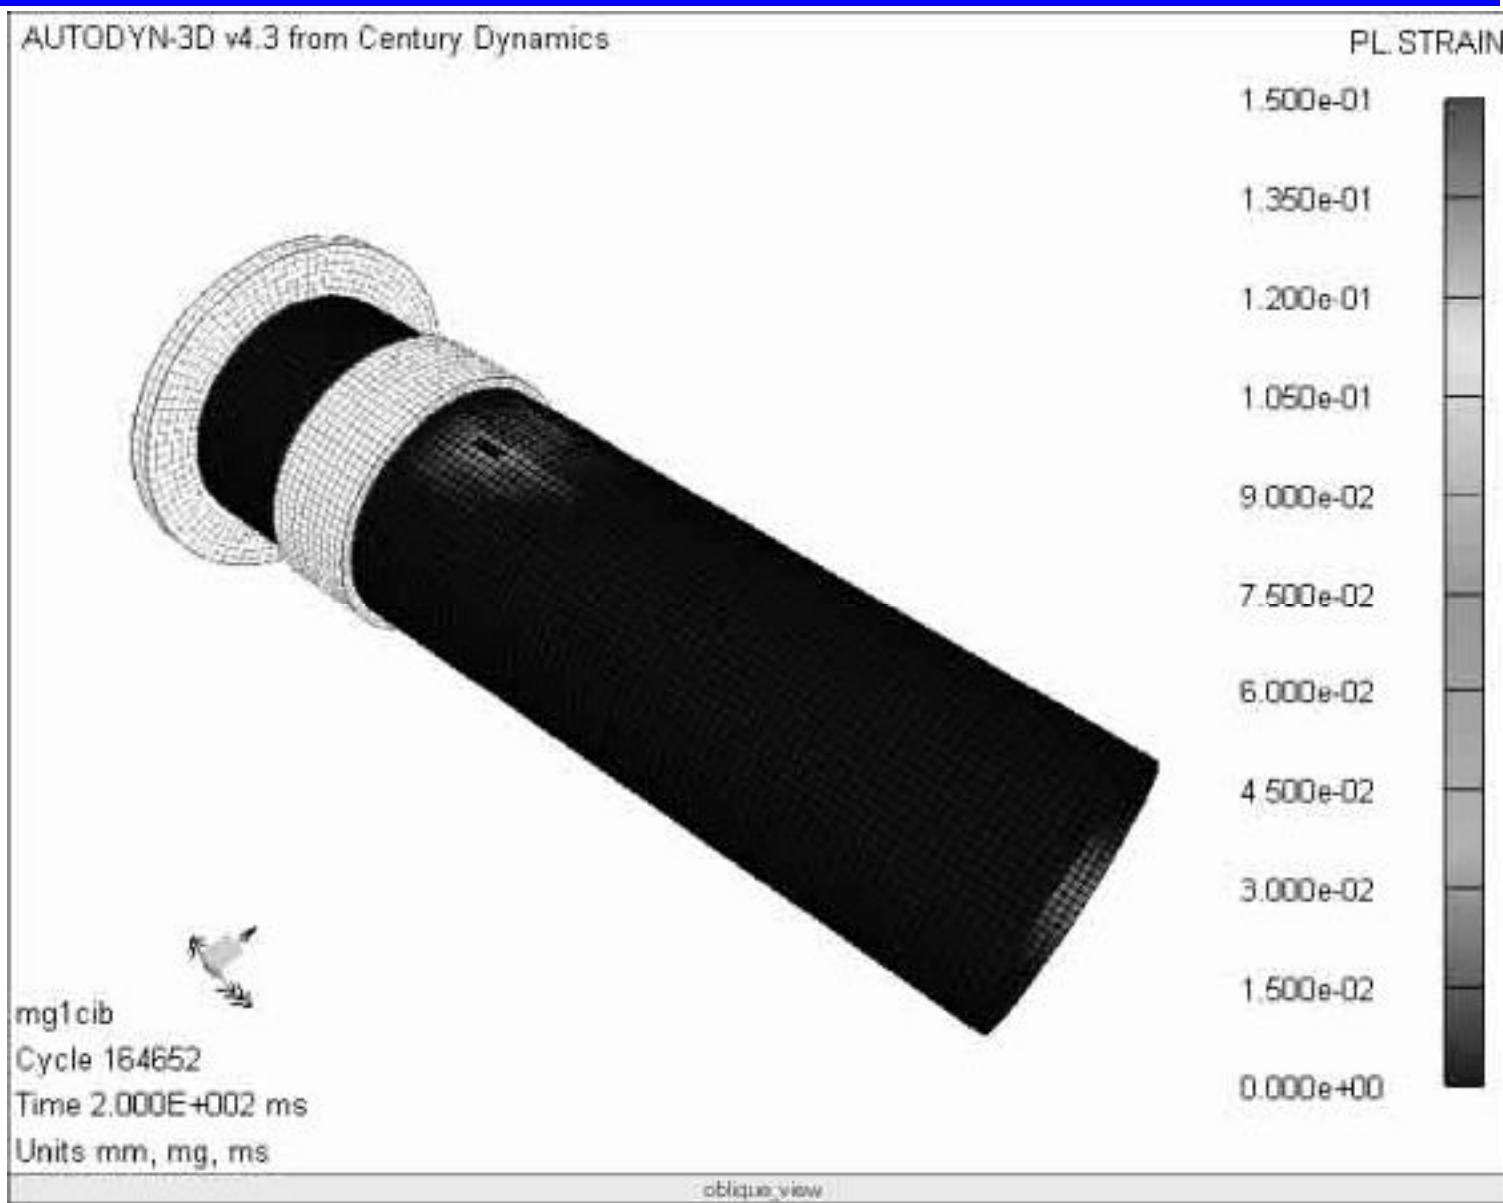 AUTODYN-3D v4.3 from Century Dynamics
PL.STRAIN
1.500e-01
1.350e-01
1.200e-01
1.050e-01
9.000e-02
7.500e-02
6.000e-02
4.500e-02
3.000e-02
1.500e-02
0.000e+00
mg1cib
Cycle 164652
Time 2.000E+002 ms
Units mm, mg, ms
oblique_view